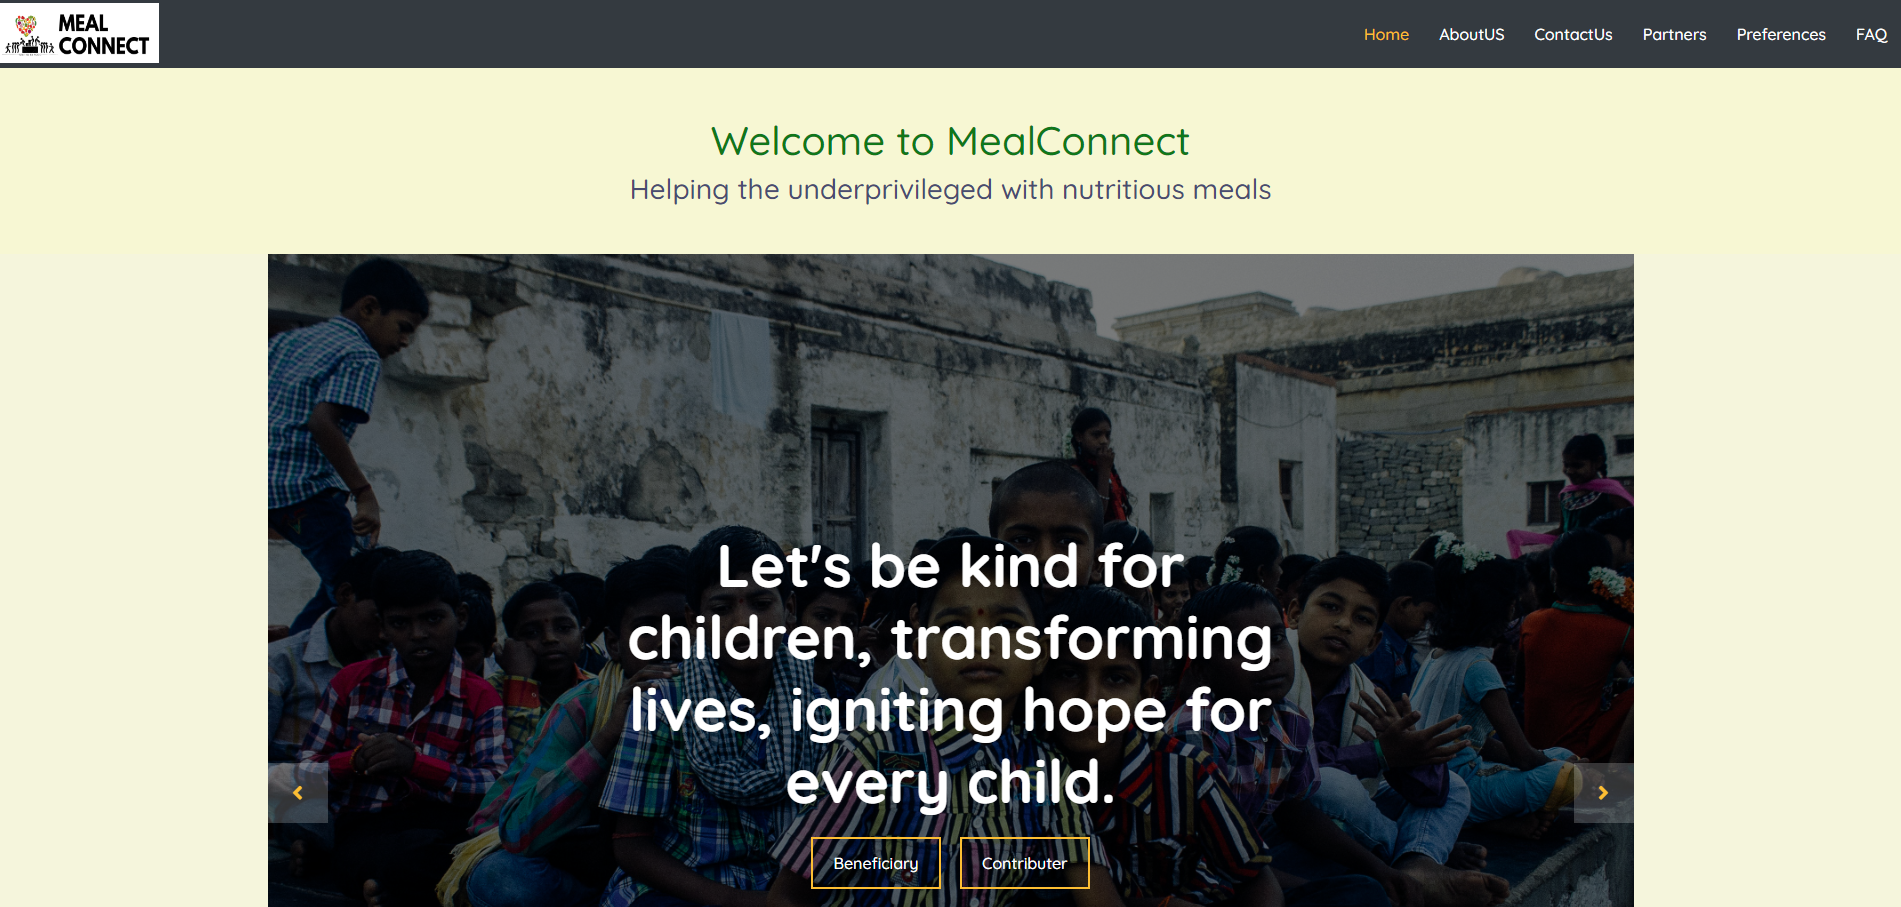 MEAL
CONNECT
Home AboutUS ContactUs Partners Preferences FAQ
Welcome to MealConnect
Helping the underprivileged with nutritious meals
Let's be kind for
children, transforming
lives, igniting hope for
every child.
Beneficiary Contributer